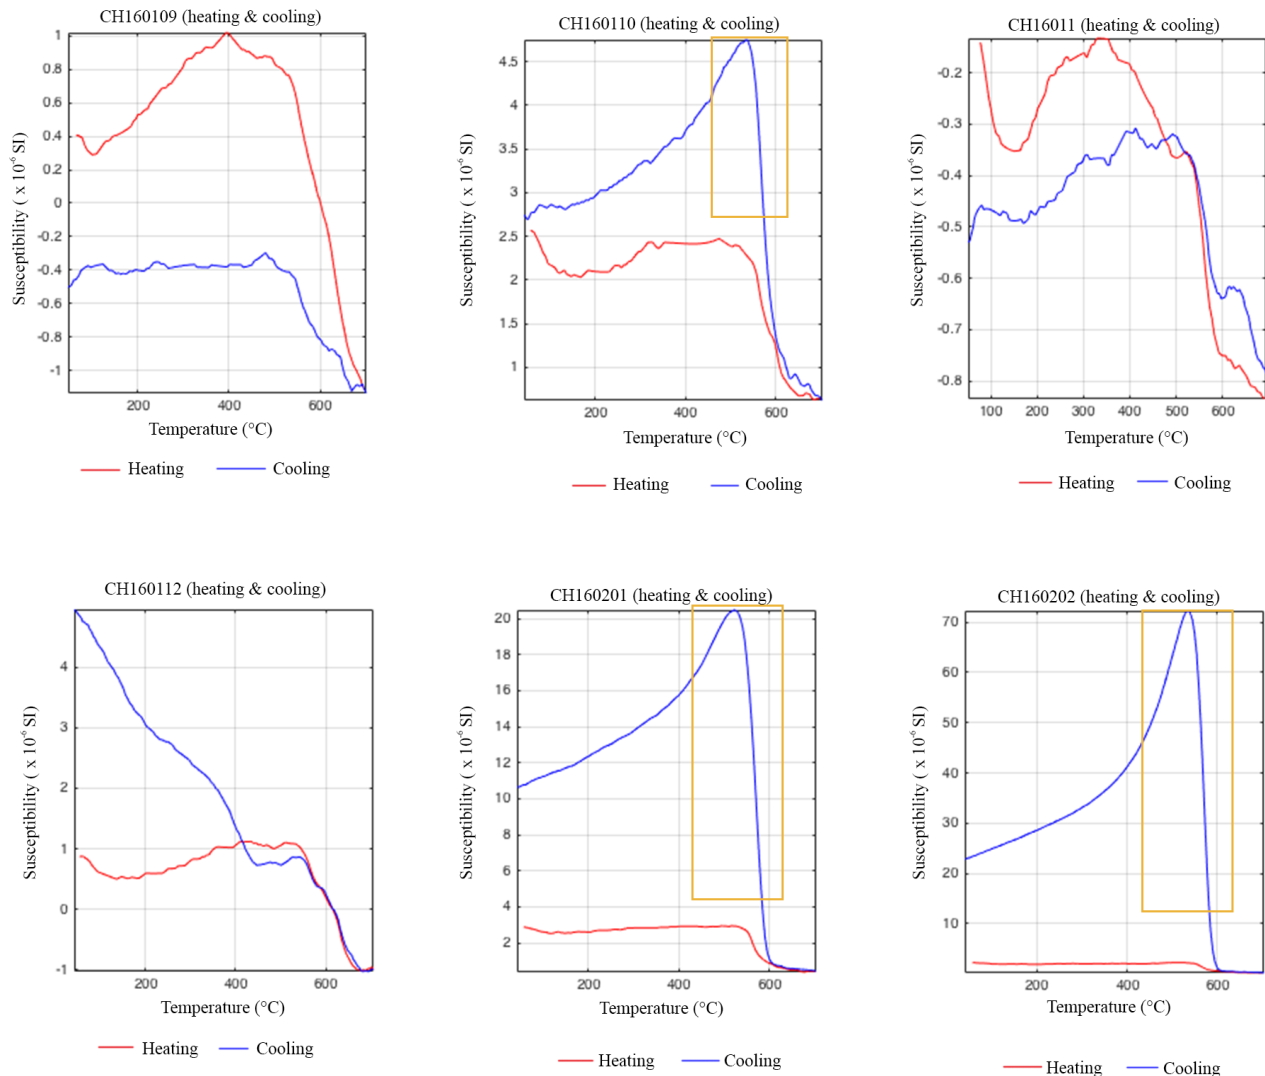 CH160109 (heating & cooling)
1
0.8
0.6
0.4
0.2
0
-0.2
-0.4
-0.6
-0.8
-1
200
400
600
Susceptibility ( x 10⁻⁶ SI)
Temperature (°C)
Heating
Cooling
CH160110 (heating & cooling)
4.5
4
3.5
3
2.5
2
1.5
1
200
400
600
Susceptibility ( x 10⁻⁶ SI)
Temperature (°C)
Heating
Cooling
CH16011 (heating & cooling)
-0.2
-0.3
-0.4
-0.5
-0.6
-0.7
-0.8
100
200
300
400
500
600
Susceptibility ( x 10⁻⁶ SI)
Temperature (°C)
Heating
Cooling
CH160112 (heating & cooling)
4
3
2
1
0
-1
200
400
600
Susceptibility ( x 10⁻⁶ SI)
Temperature (°C)
Heating
Cooling
CH160201 (heating & cooling)
20
18
16
14
12
10
8
6
4
2
200
400
600
Susceptibility ( x 10⁻⁶ SI)
Temperature (°C)
Heating
Cooling
CH160202 (heating & cooling)
70
60
50
40
30
20
10
200
400
600
Susceptibility ( x 10⁻⁶ SI)
Temperature (°C)
Heating
Cooling